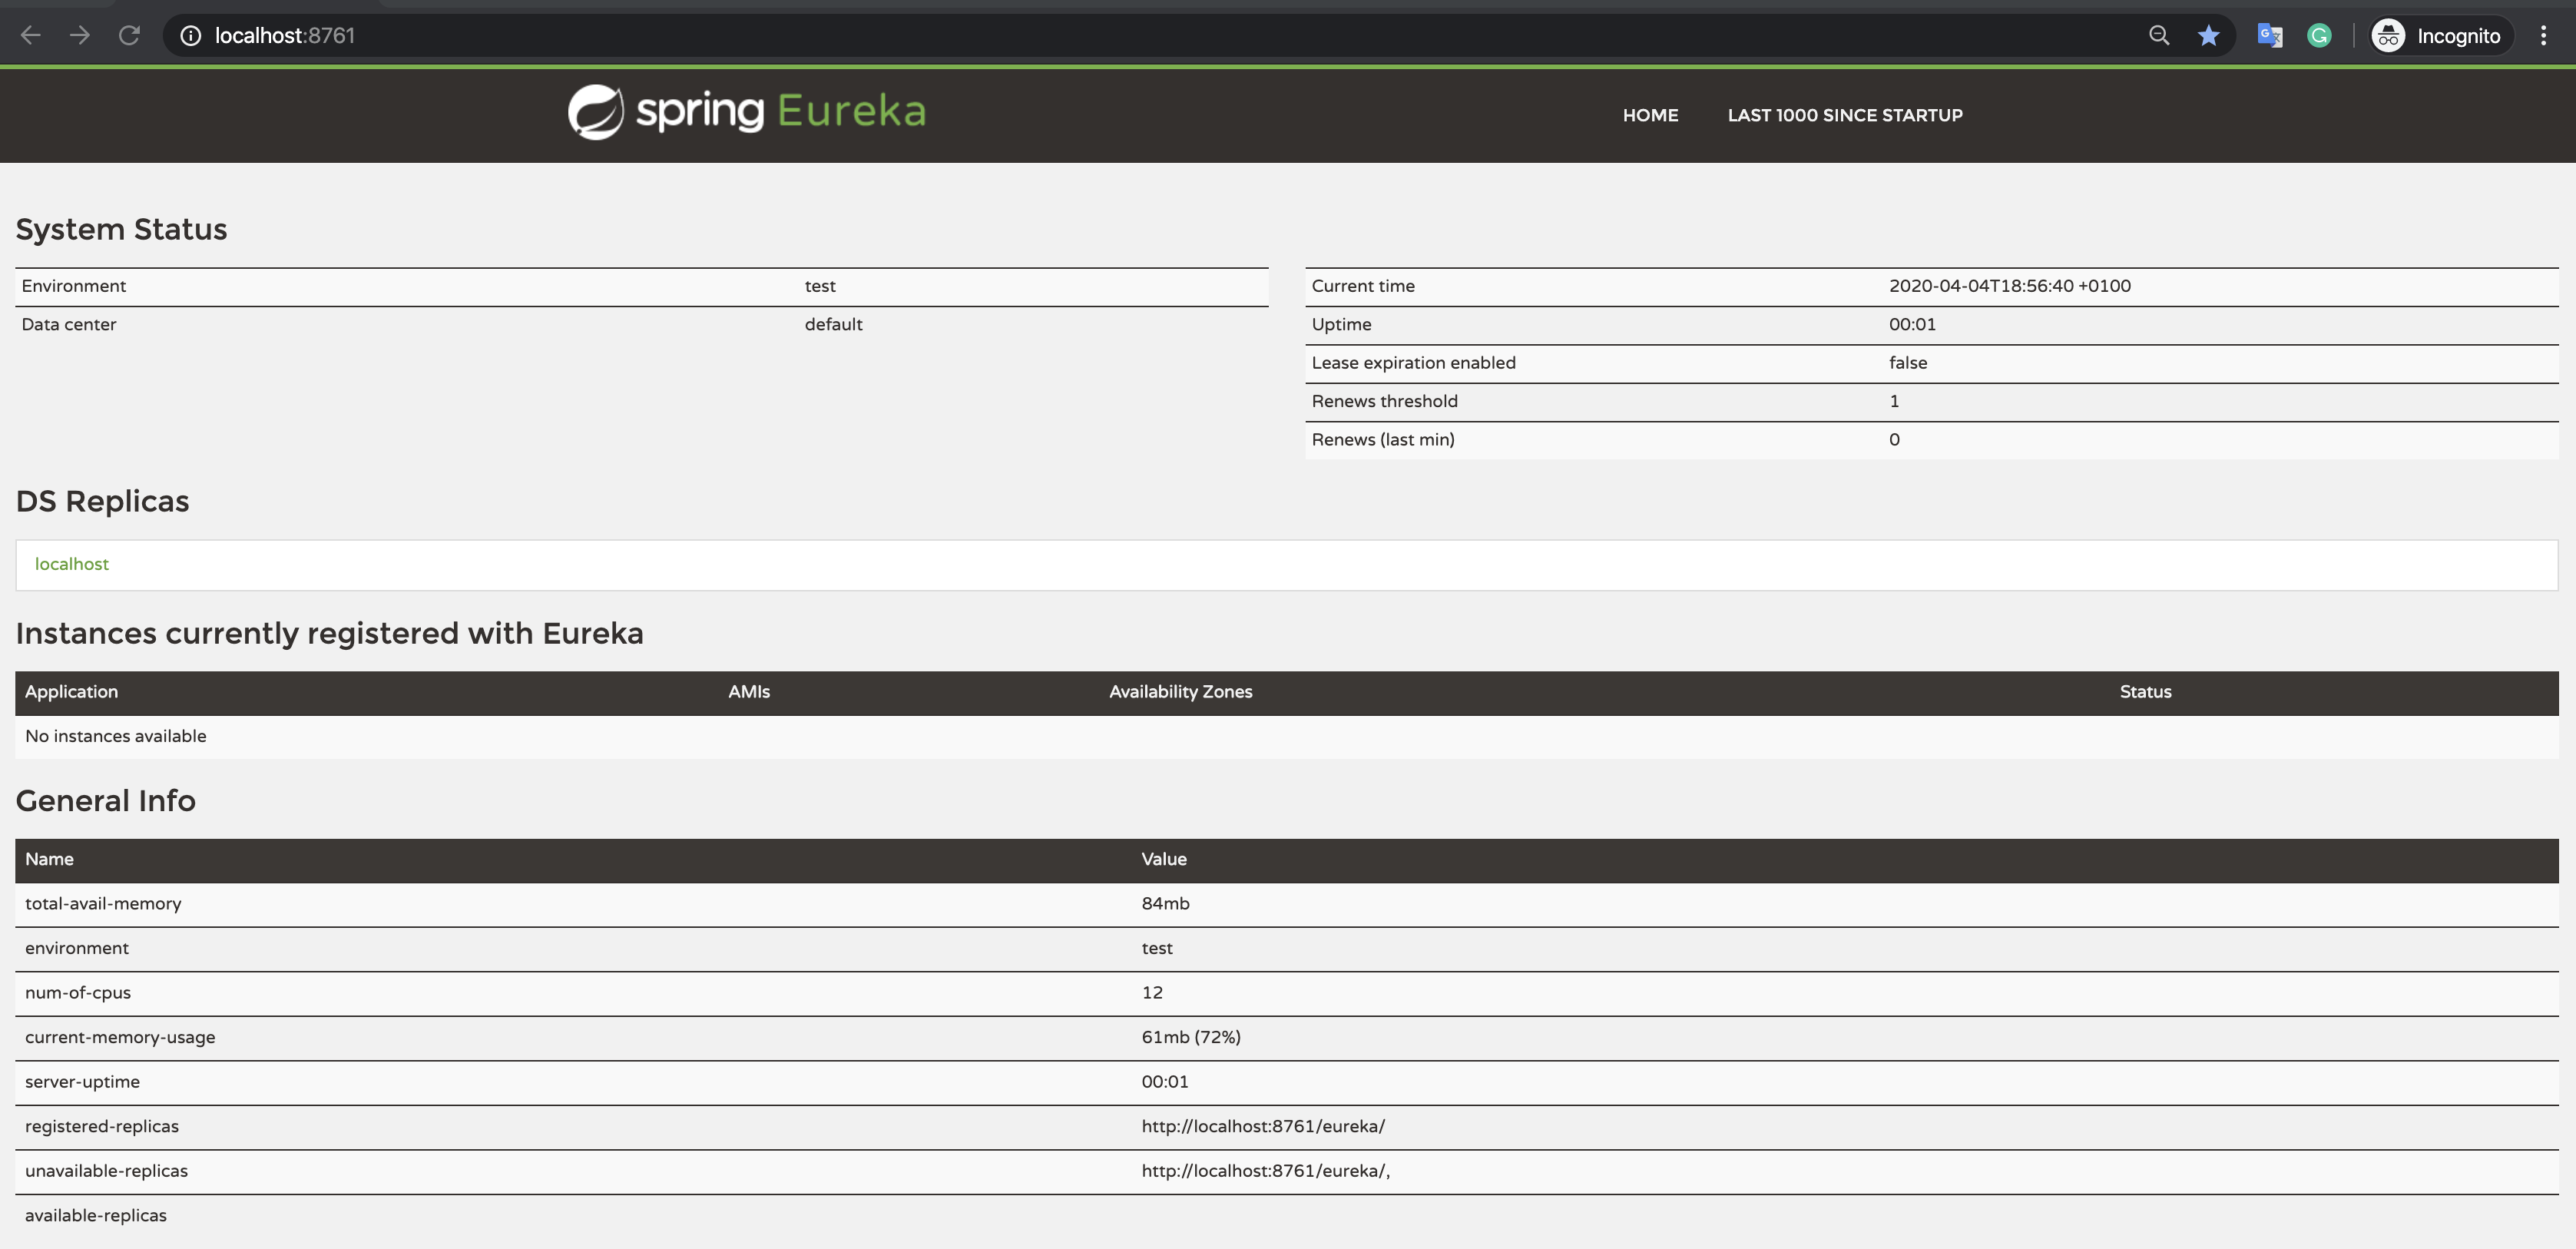 localhost:8761
Incognito
spring Eureka
HOME LAST 1000 SINCE STARTUP
System Status
Environment test
Data center default
Current time 2020-04-04T18:56:40 +0100
Uptime 00:01
Lease expiration enabled false
Renews threshold 1
Renews (last min) 0
DS Replicas
localhost
Instances currently registered with Eureka
Application AMIs Availability Zones Status
No instances available
General Info
Name Value
total-avail-memory 84mb
environment test
num-of-cpus 12
current-memory-usage 61mb (72%)
server-uptime 00:01
registered-replicas http://localhost:8761/eureka/
unavailable-replicas http://localhost:8761/eureka/,
available-replicas